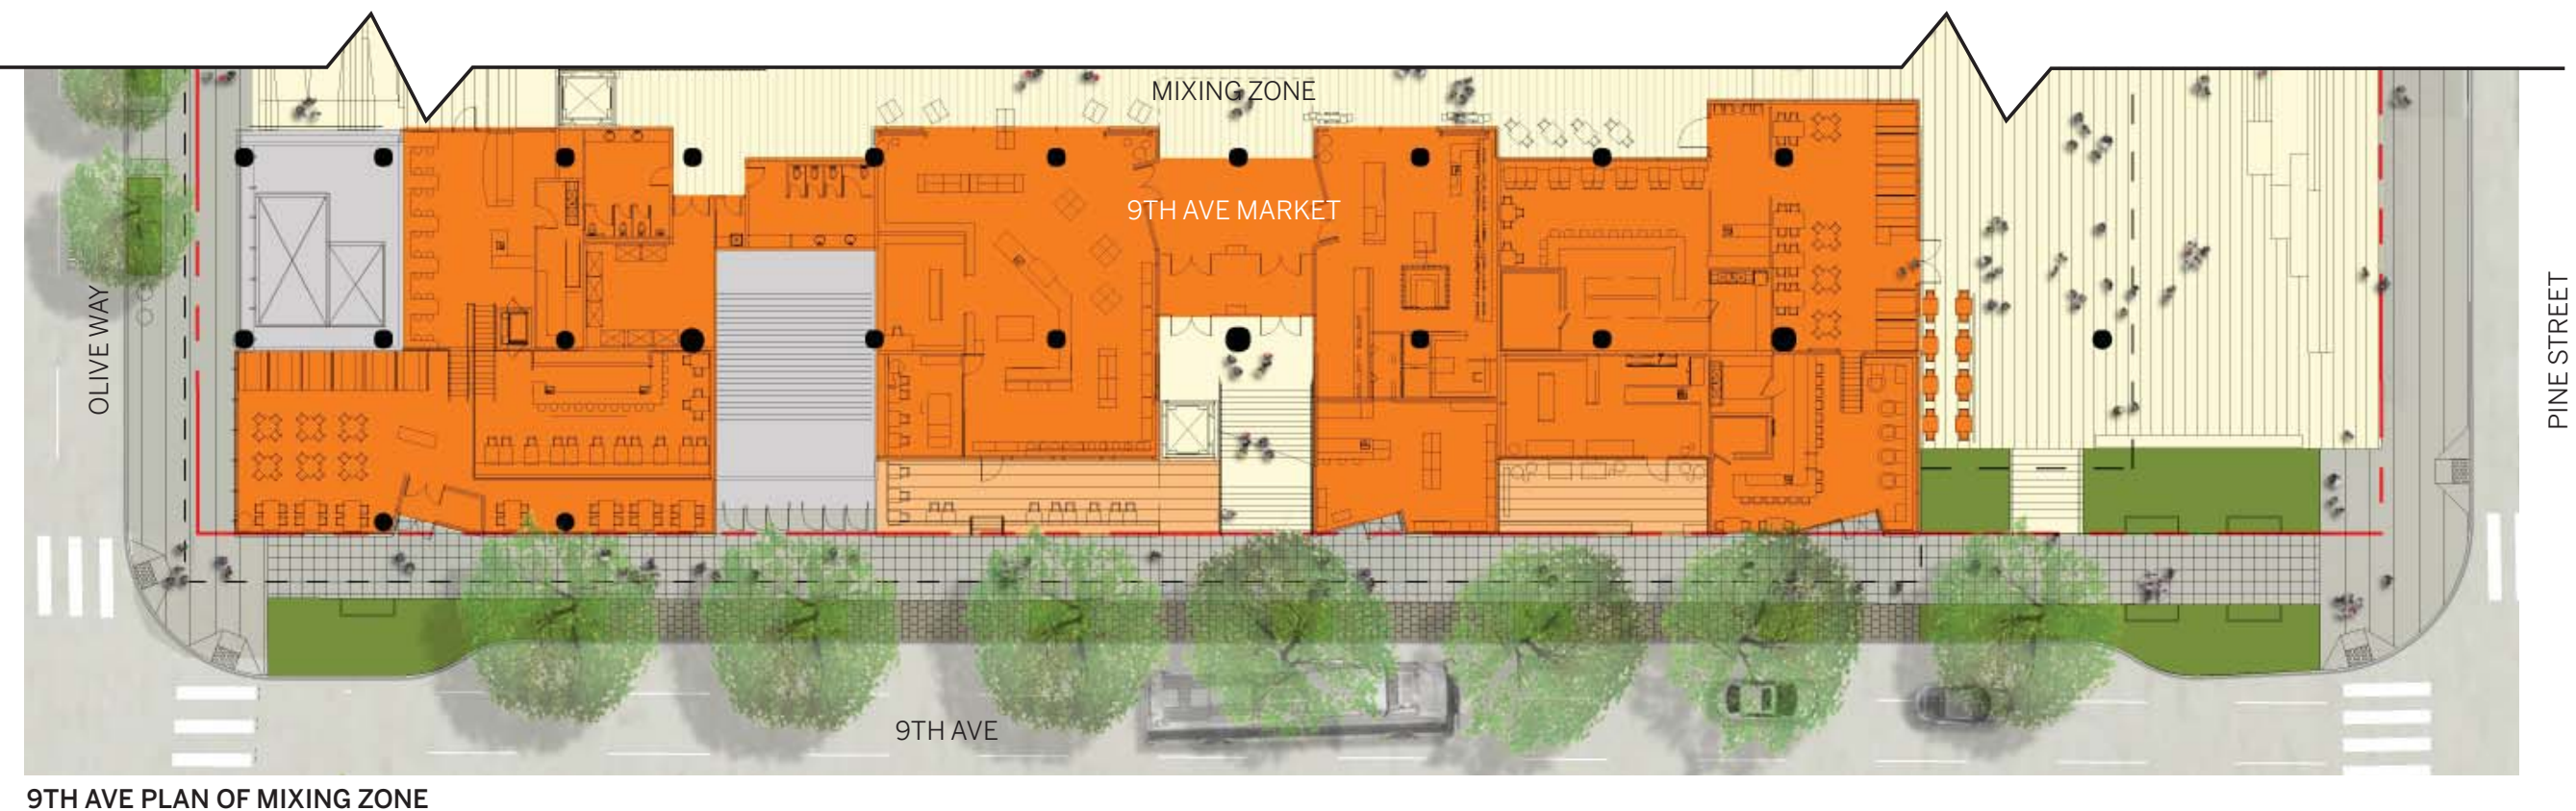 MIXING ZONE
9TH AVE MARKET
OLIVE WAY
PINE STREET
9TH AVE
9TH AVE PLAN OF MIXING ZONE